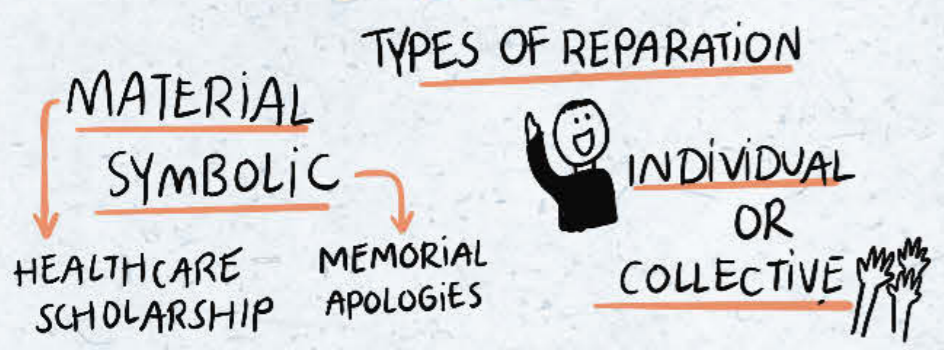 TYPES OF REPARATION
MATERIAL
SYMBOLIC
HEALTHCARE
SCHOLARSHIP
MEMORIAL
APOLOGIES
INDIVIDUAL
OR
COLLECTIVE